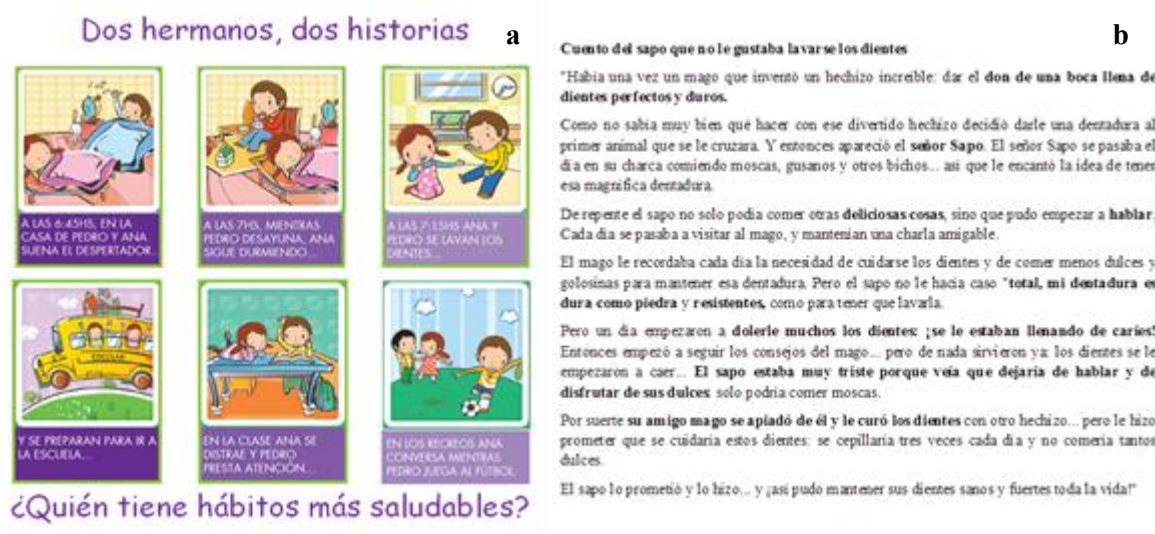 Dos hermanos, dos historias
a
A LAS 6:45HS, EN LA
CASA DE PEDRO Y ANA
SUENA EL DESPERTADOR...
A LAS 7HS, MIENTRAS
PEDRO DESAYUNA, ANA
SIGUE DURMIENDO...
A LAS 7:15HS ANA Y
PEDRO SE LAVAN LOS
DIENTES...
ESCOLAR
Y SE PREPARAN PARA IR A
LA ESCUELA...
EN LA CLASE ANA SE
DISTRAE Y PEDRO
PRESTA ATENCIÓN...
EN LOS RECREOS ANA
CONVERSA MIENTRAS
PEDRO JUEGA AL FÚTBOL.
¿Quién tiene hábitos más saludables?
b
Cuento del sapo que no le gustaba lavarse los dientes
"Había una vez un mago que inventó un hechizo increíble: dar el don de una boca llena de
dientes perfectos y duros.
Como no sabía muy bien qué hacer con ese divertido hechizo decidió darle una dentadura al
primer animal que se le cruzara. Y entonces apareció el señor Sapo. El señor Sapo se pasaba el
día en su charca comiendo moscas, gusanos y otros bichos... así que le encantó la idea de tener
esa magnífica dentadura.
De repente el sapo no solo podía comer otras deliciosas cosas, sino que pudo empezar a hablar.
Cada día se pasaba a visitar al mago, y mantenían una charla amigable.
El mago le recordaba cada día la necesidad de cuidarse los dientes y de comer menos dulces y
golosinas para mantener esa dentadura. Pero el sapo no le hacía caso "total, mi dentadura es
dura como piedra y resistentes, como para tener que lavarla.
Pero un día empezaron a dolerle muchos los dientes: ¡se le estaban llenando de caries!
Entonces empezó a seguir los consejos del mago... pero de nada sirvieron ya: los dientes se le
empezaron a caer... El sapo estaba muy triste porque veía que dejaría de hablar y de
disfrutar de sus dulces: solo podría comer moscas.
Por suerte su amigo mago se apiadó de él y le curó los dientes con otro hechizo... pero le hizo
prometer que se cuidaría estos dientes: se cepillaría tres veces cada día y no comería tantos
dulces.
El sapo lo prometió y lo hizo... y ¡así pudo mantener sus dientes sanos y fuertes toda la vida!"